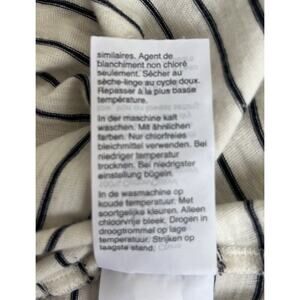 similaires. Agent de
blanchiment non chloré
seulement. Sécher au
sèche-linge au cycle doux.
Repasser à la plus basse
température.
In der maschine kalt
waschen. Mit ähnlichen
farben. Nur chlorfreies
bleichmittel verwenden. Bei
niedriger temperatur
trocknen. Bei niedrigster
einstellung bügeln.
In de wasmachine op
koude temperatuur. Met
soortgelijke kleuren. Alleen
chloorvrije bleek. Drogen in
droogtrommel op lage
temperatuur. Strijken op
laagste stand.